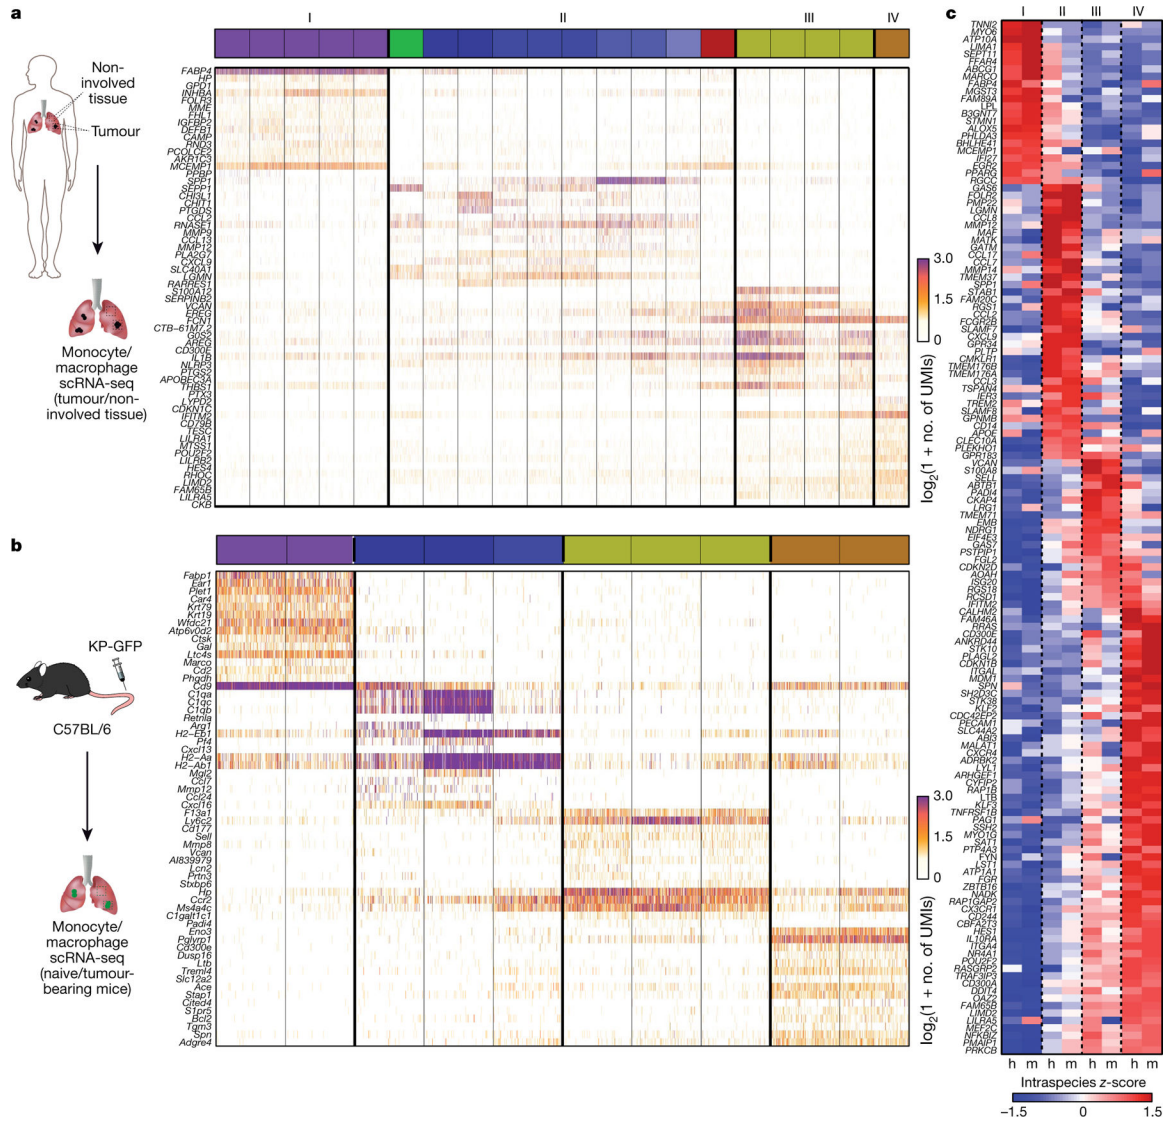 a
I
II
III
IV
Non-
involved
tissue
Tumour
Monocyte/
macrophage
scRNA-seq
(tumour/non-
involved tissue)
FABP4
HP
GPD1
INHBA
FOLR3
MME
FHL1
IGFBP2
DEFB1
CAMP
RND3
PCOLCE2
AKR1C3
MCEMP1
PPBP
SPP1
SEPP1
CHI3L1
CHIT1
PTGDS
CCL2
RNASE1
MMP9
CCL13
MMP12
PLA2G7
CXCL9
SLC40A1
LGMN
RARRES1
S100A12
SERPINB2
VCAN
EREG
FCN1
CTB–61M7.2
G0S2
AREG
CD300E
IL1B
NLRP3
PTGS2
APOBEC3A
THBS1
PTX3
LYPD2
CDKN1C
IFITM2
CD79B
TESC
LILRA1
MTSS1
POU2F2
LILRB2
HES4
RHOC
LIMD2
FAM65B
LILRA5
CKB
3.0
1.5
0
log2(1 + no. of UMIs)
b
KP-GFP
C57BL/6
Monocyte/
macrophage
scRNA-seq
(naive/tumour-
bearing mice)
Fabp1
Ear1
Plet1
Car4
Krt79
Krt19
Wfdc21
Atp6v0d2
Ctsk
Gal
Ltc4s
Marco
Cd2
Phgdh
Cd9
C1qa
C1qc
C1qb
Retnla
Arg1
H2–Eb1
Pf4
Cxcl13
H2–Aa
H2–Ab1
Mgl2
Ccl7
Mmp12
Ccl24
Cxcl16
F13a1
Ly6c2
Cd177
Sell
Mmp8
Vcan
AI839979
Lcn2
Prtn3
Stxbp6
Hp
Ccr2
Ms4a4c
C1galt1c1
Padi4
Eno3
Pglyrp1
Cd300e
Dusp16
Ltb
Treml4
Slc12a2
Ace
Stap1
Cited4
S1pr5
Bcl2
Tgm3
Spn
Adgre4
3.0
1.5
0
log2(1 + no. of UMIs)
c
I
II
III
IV
TNNI2
MYO6
ATP10A
LIMA1
SEPT11
FFAR4
ABCG1
MARCO
FABP4
MGST3
FAM89A
LPL
B3GNT7
STMN1
ALOX5
PHLDA3
BHLHE41
MCEMP1
IFI27
EGR2
PPARG
RGCC
GAS6
FOLR2
PMP22
LGMN
CCL8
MMP12
MAF
MATK
GATM
CCL17
CCL7
MMP14
TMEM37
SPP1
STAB1
FAM20C
RGS1
CCL2
FCGR2B
SLAMF7
CXCL9
GPR34
PLTP
CMKLR1
TMEM176B
TMEM176A
CCL3
TSPAN4
IER3
TREM2
SLAMF8
GPNMB
CD14
APOE
CLEC10A
PLEKHO1
GPR183
VCAN
S100A8
SELL
ABTB1
PADI4
CKAP4
LRG1
TMEM71
EMB
NDRG1
EIF4E3
GAS7
PSTPIP1
FGL2
CDKN2D
AOAH
ISG20
RGS18
RCSD1
IFITM2
CALHM2
FAM46A
RRAS
CD300E
ANKRD44
STK10
PLAGL2
CDKN1B
ITGAL
MDM1
SPN
SH2D3C
STK38
KLF2
CDC42EP2
PECAM1
SLC44A2
ABI3
MALAT1
CXCR4
ADRBK2
LYL1
ARHGEF1
CYFIP2
RAP1B
LTB
KLF3
TNFRSF1B
PAG1
SSH2
MYO1G
SAT1
PTP4A3
FYN
LST1
ATP1A1
FGR
ZBTB16
NADK
RAP1GAP2
CX3CR1
CD244
CBFA2T3
HES1
IL10RA
ITGA4
NR4A1
POU2F2
RASGRP2
TRAF3IP3
CD300A
DDIT4
OAZ2
FAM65B
LIMD2
LILRA5
MEF2C
NFKBIZ
PMAIP1
PRKCB
h m h m h m h m
Intraspecies z-score
−1.5 0 1.5